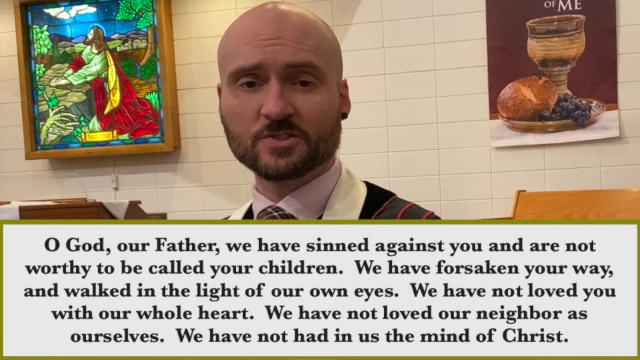 OF ME
O God, our Father, we have sinned against you and are not
worthy to be called your children.  We have forsaken your way,
and walked in the light of our own eyes.  We have not loved you
with our whole heart.  We have not loved our neighbor as
ourselves.  We have not had in us the mind of Christ.